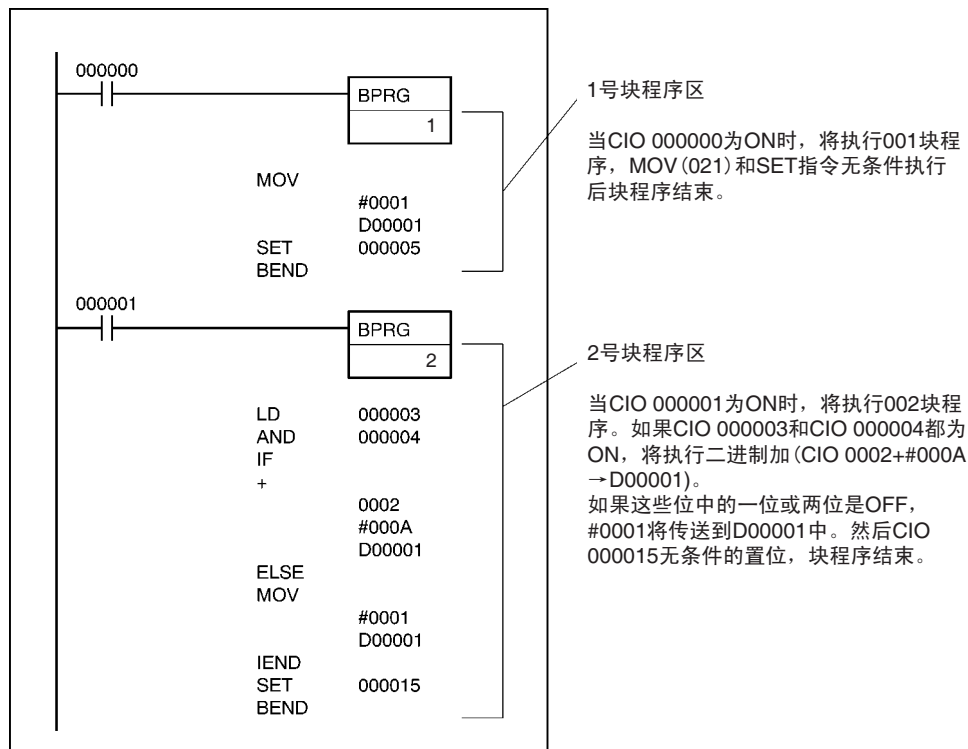 000000
BPRG
1
MOV
#0001
D00001
SET 000005
BEND
1号块程序区
当CIO 000000为ON时，将执行001块程
序，MOV(021)和SET指令无条件执行
后块程序结束。
000001
BPRG
2
LD 000003
AND 000004
IF
+
0002
#000A
D00001
ELSE
MOV
#0001
D00001
IEND
SET 000015
BEND
2号块程序区
当CIO 000001为ON时，将执行002块程
序。如果CIO 000003和CIO 000004都为
ON，将执行二进制加(CIO 0002+#000A
→D00001)。
如果这些位中的一位或两位是OFF，
#0001将传送到D00001中。然后CIO
000015无条件的置位，块程序结束。